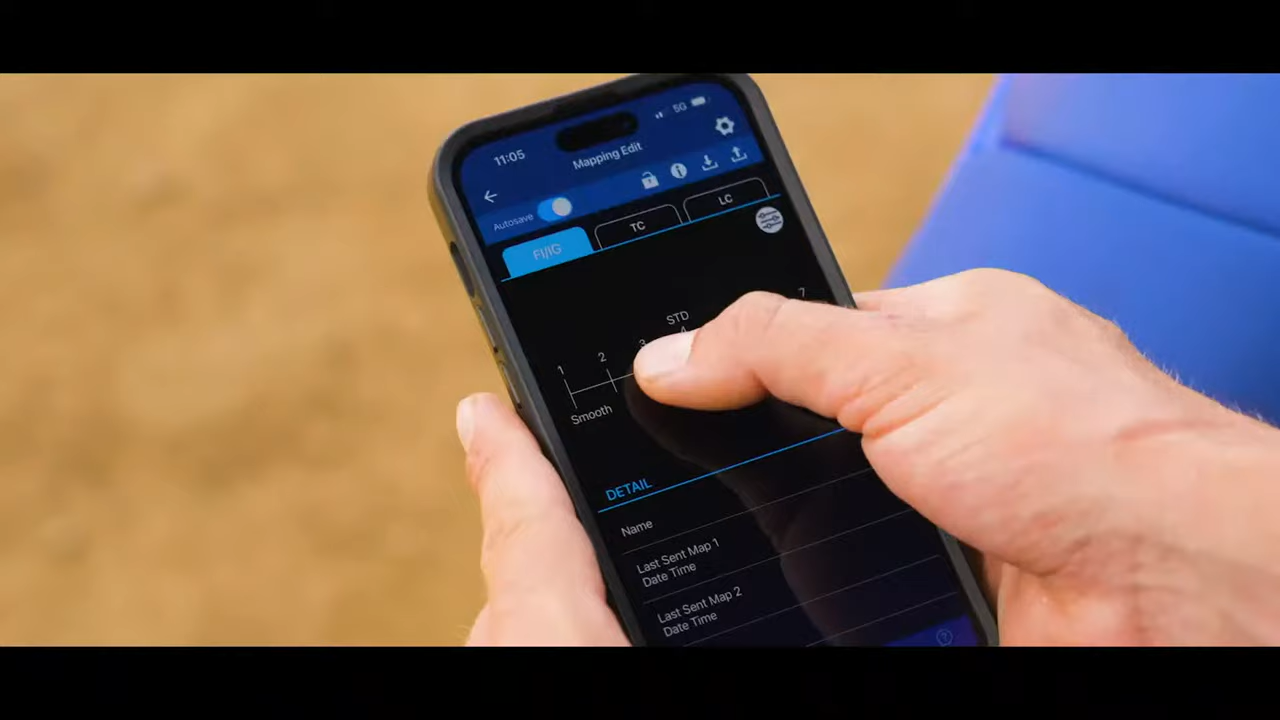 11:05
5G
Mapping Edit
Autosave
FI/IG
TC
LC
STD
1 2 3 4 7
Smooth
DETAIL
Name
Last Sent Map 1
Date Time
Last Sent Map 2
Date Time